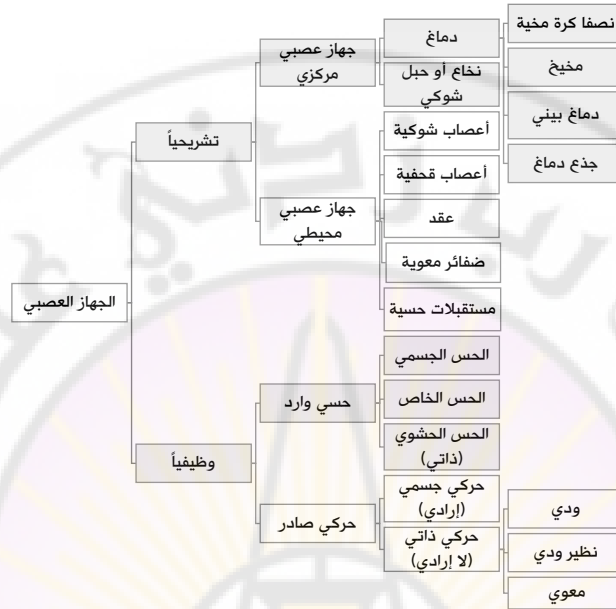 الجهاز العصبي
تشريحياً
جهاز عصبي
مركزي
دماغ
نصفا كرة مخية
مخيخ
دماغ بيني
جذع دماغ
نخاع أو حبل
شوكي
جهاز عصبي
محيطي
أعصاب شوكية
أعصاب قحفية
عقد
ضفائر معوية
مستقبلات حسية
وظيفياً
حسي وارد
الحس الجسمي
الحس الخاص
الحس الحشوي
(ذاتي)
حركي صادر
حركي جسمي
(إرادي)
حركي ذاتي
(لا إرادي)
ودي
نظير ودي
معوي